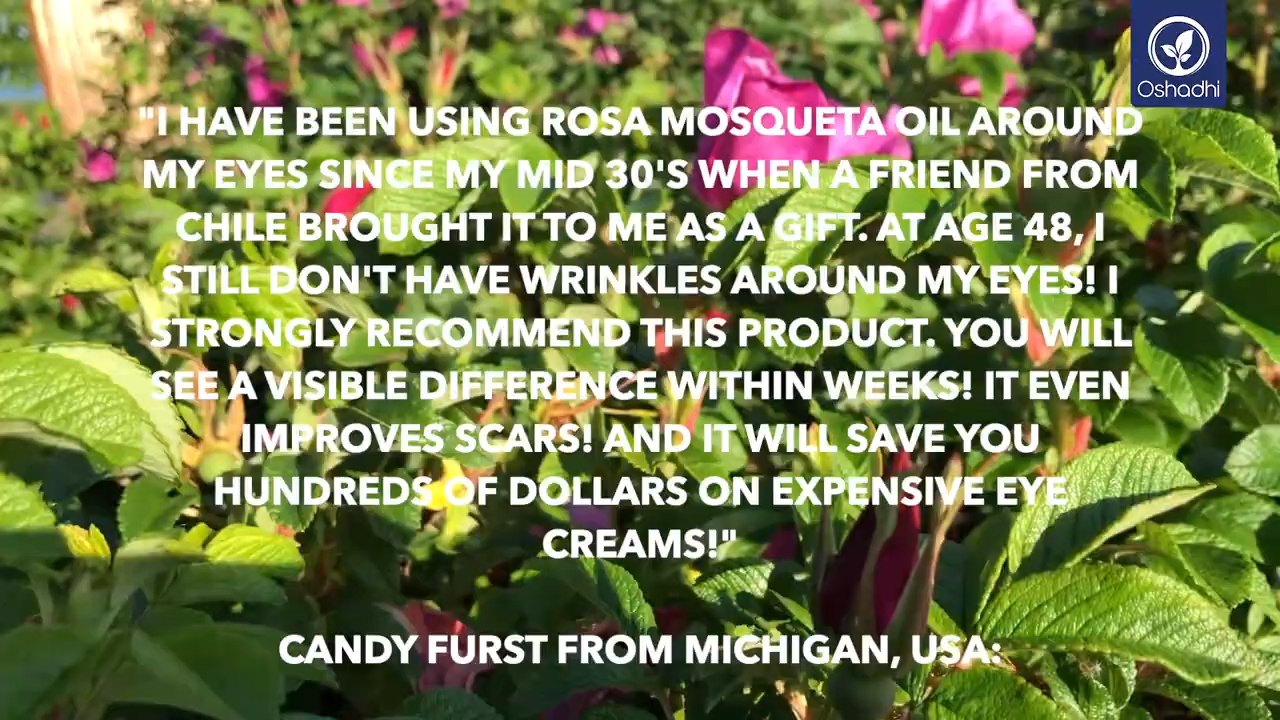 Oshadhi
"I HAVE BEEN USING ROSA MOSQUETA OIL AROUND
MY EYES SINCE MY MID 30'S WHEN A FRIEND FROM
CHILE BROUGHT IT TO ME AS A GIFT. AT AGE 48, I
STILL DON'T HAVE WRINKLES AROUND MY EYES! I
STRONGLY RECOMMEND THIS PRODUCT. YOU WILL
SEE A VISIBLE DIFFERENCE WITHIN WEEKS! IT EVEN
IMPROVES SCARS! AND IT WILL SAVE YOU
HUNDREDS OF DOLLARS ON EXPENSIVE EYE
CREAMS!"
CANDY FURST FROM MICHIGAN, USA: